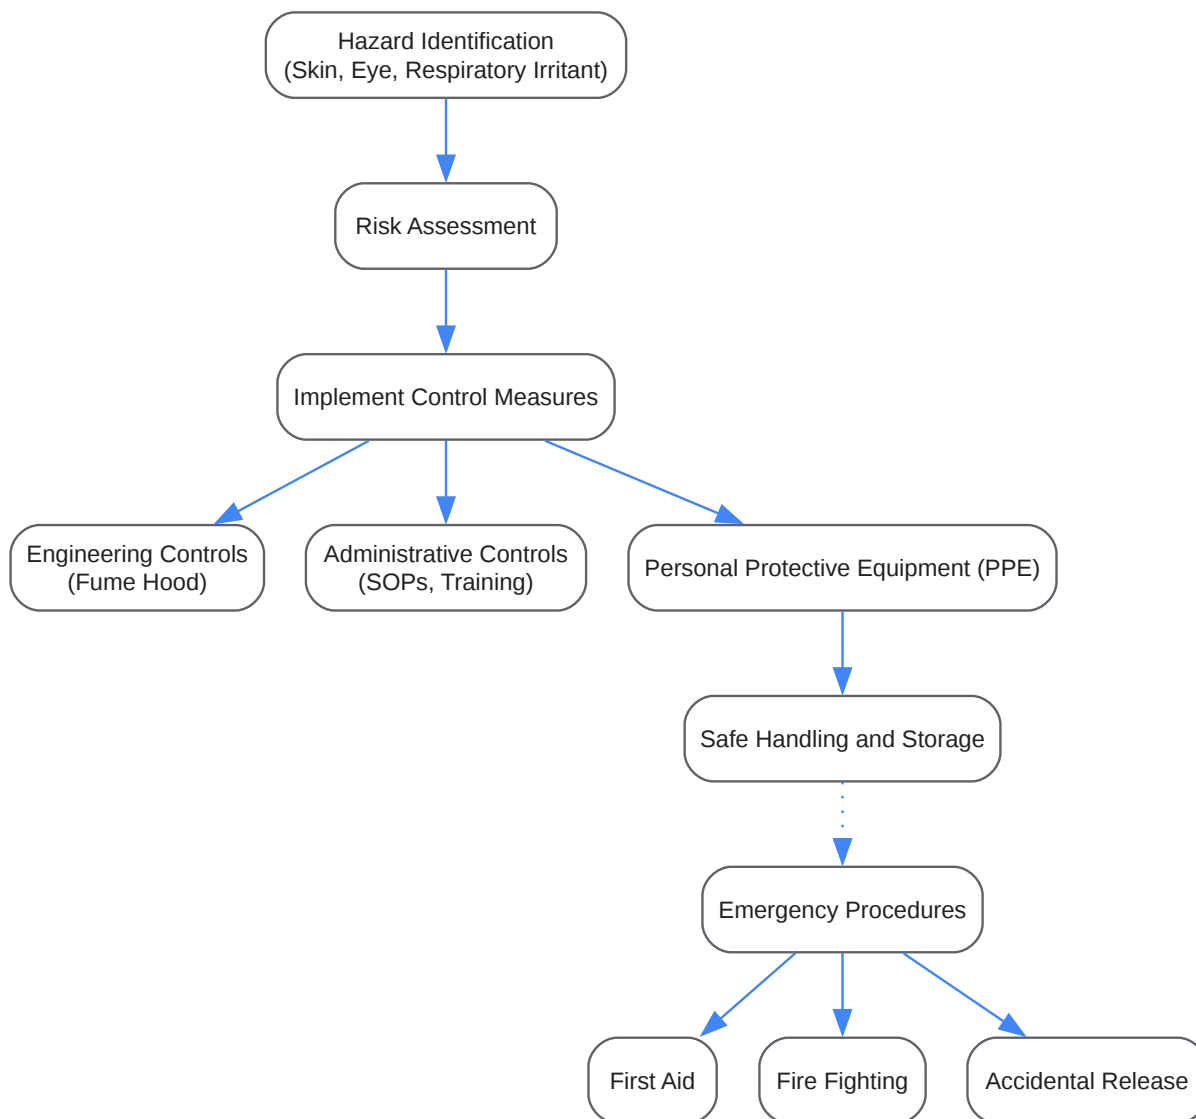 Hazard Identification
(Skin, Eye, Respiratory Irritant)
Risk Assessment
Implement Control Measures
Engineering Controls
(Fume Hood)
Administrative Controls
(SOPs, Training)
Personal Protective Equipment (PPE)
Safe Handling and Storage
Emergency Procedures
First Aid
Fire Fighting
Accidental Release